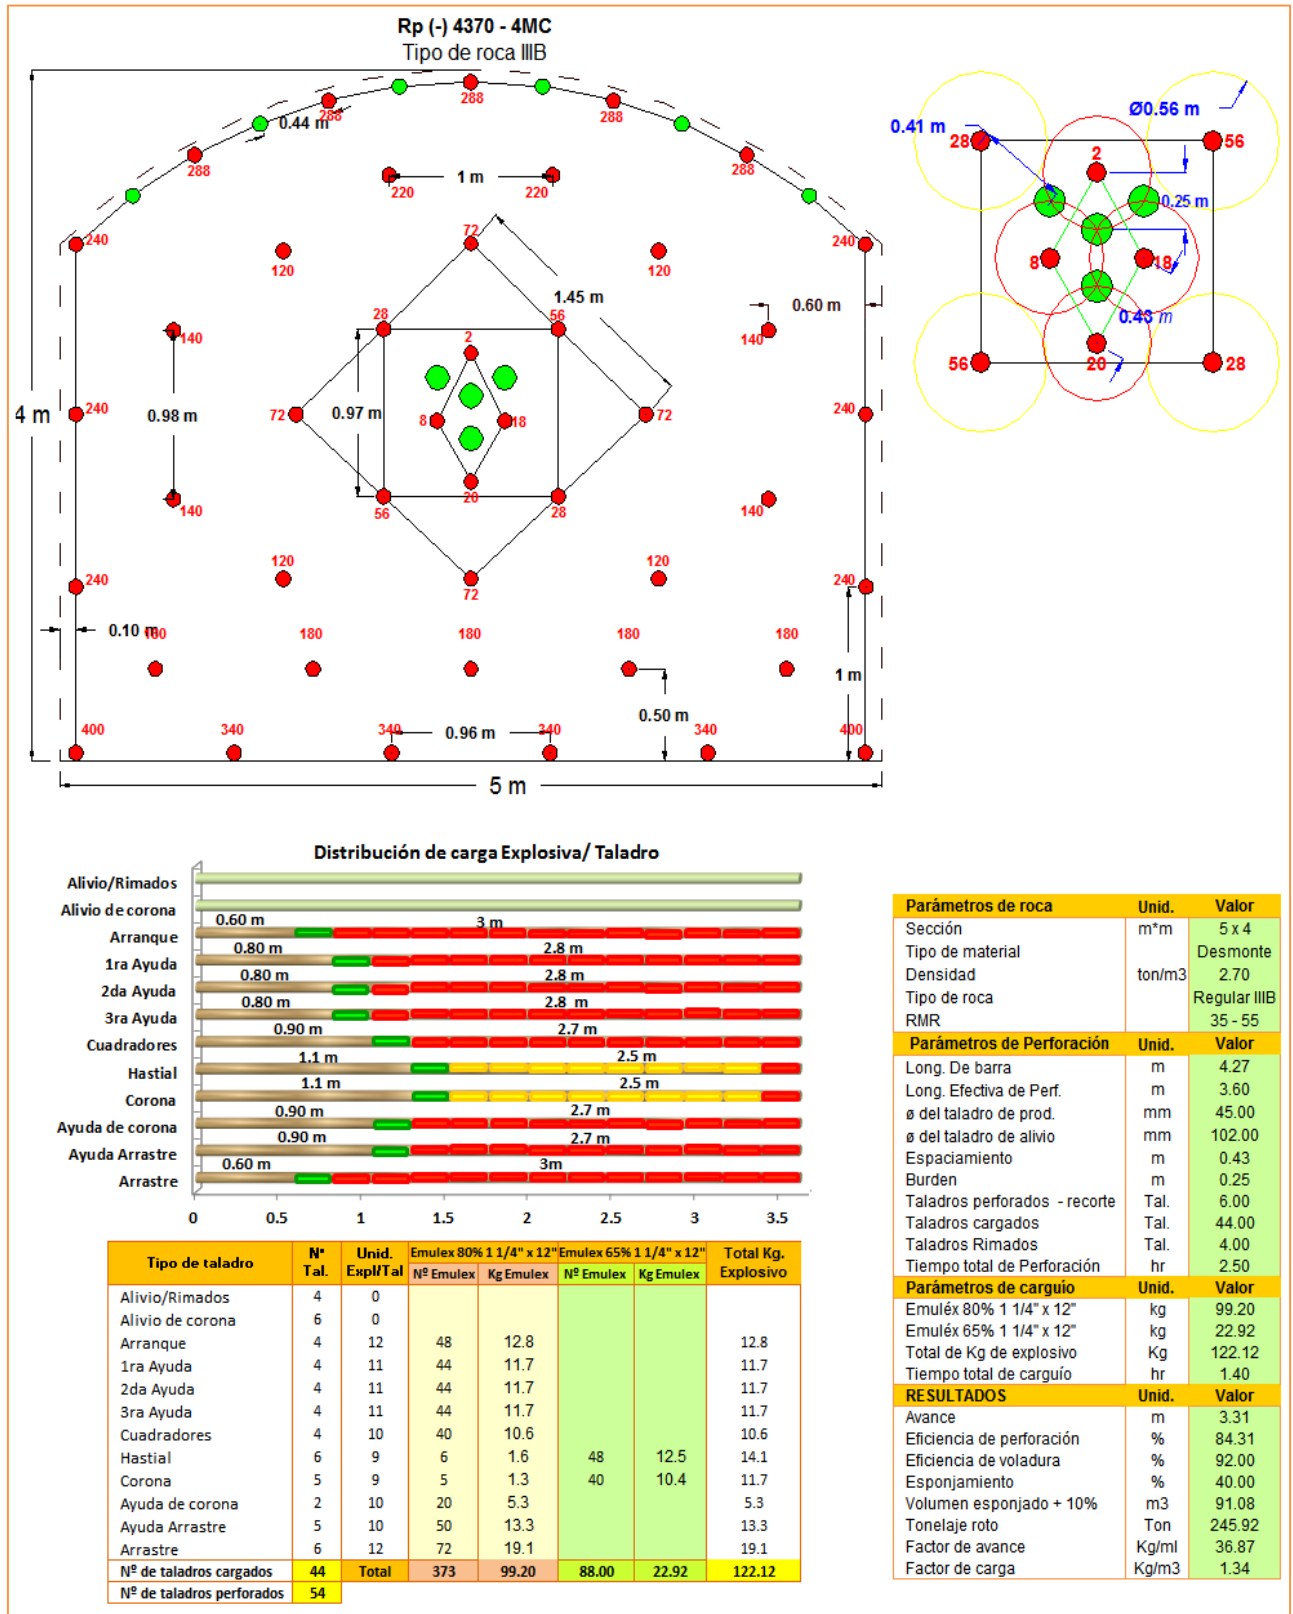 Rp (-) 4370 - 4MC
Tipo de roca IIIB
288
288
288
288
288
0.44 m
220
1 m
220
240
240
72
120
120
1.45 m
0.60 m
28
56
140
140
2
4 m
240
0.98 m
72
0.97 m
8
18
72
240
20
140
56
28
140
120
72
120
240
240
0.10 m
180
180
180
180
180
1 m
0.50 m
400
340
340
0.96 m
340
340
400
5 m
0.41 m
Ø0.56 m
28
2
56
0.25 m
8
18
0.43 m
56
20
28
Distribución de carga Explosiva/ Taladro
Alivio/Rimados
Alivio de corona
Arranque 0.60 m 3 m
1ra Ayuda 0.80 m 2.8 m
2da Ayuda 0.80 m 2.8 m
3ra Ayuda 0.80 m 2.8 m
Cuadradores 0.90 m 2.7 m
Hastial 1.1 m 2.5 m
Corona 1.1 m 2.5 m
Ayuda de corona 0.90 m 2.7 m
Ayuda Arrastre 0.90 m 2.7 m
Arrastre 0.60 m 3m
0 0.5 1 1.5 2 2.5 3 3.5
Tipo de taladro N° Tal. Unid. Expl/Tal Emulex 80% 1 1/4" x 12" Emulex 65% 1 1/4" x 12" Total Kg. Explosivo
Nº Emulex Kg Emulex Nº Emulex Kg Emulex
Alivio/Rimados 4 0
Alivio de corona 6 0
Arranque 4 12 48 12.8 12.8
1ra Ayuda 4 11 44 11.7 11.7
2da Ayuda 4 11 44 11.7 11.7
3ra Ayuda 4 11 44 11.7 11.7
Cuadradores 4 10 40 10.6 10.6
Hastial 6 9 6 1.6 48 12.5 14.1
Corona 5 9 5 1.3 40 10.4 11.7
Ayuda de corona 2 10 20 5.3 5.3
Ayuda Arrastre 5 10 50 13.3 13.3
Arrastre 6 12 72 19.1 19.1
Nº de taladros cargados 44 Total 373 99.20 88.00 22.92 122.12
Nº de taladros perforados 54
Parámetros de roca Unid. Valor
Sección m*m 5 x 4
Tipo de material Desmonte
Densidad ton/m3 2.70
Tipo de roca Regular IIIB
RMR 35 - 55
Parámetros de Perforación Unid. Valor
Long. De barra m 4.27
Long. Efectiva de Perf. m 3.60
ø del taladro de prod. mm 45.00
ø del taladro de alivio mm 102.00
Espaciamiento m 0.43
Burden m 0.25
Taladros perforados - recorte Tal. 6.00
Taladros cargados Tal. 44.00
Taladros Rimados Tal. 4.00
Tiempo total de Perforación hr 2.50
Parámetros de carguío Unid. Valor
Emuléx 80% 1 1/4" x 12" kg 99.20
Emuléx 65% 1 1/4" x 12" kg 22.92
Total de Kg de explosivo Kg 122.12
Tiempo total de carguío hr 1.40
RESULTADOS Unid. Valor
Avance m 3.31
Eficiencia de perforación % 84.31
Eficiencia de voladura % 92.00
Esponjamiento % 40.00
Volumen esponjado + 10% m3 91.08
Tonelaje roto Ton 245.92
Factor de avance Kg/ml 36.87
Factor de carga Kg/m3 1.34